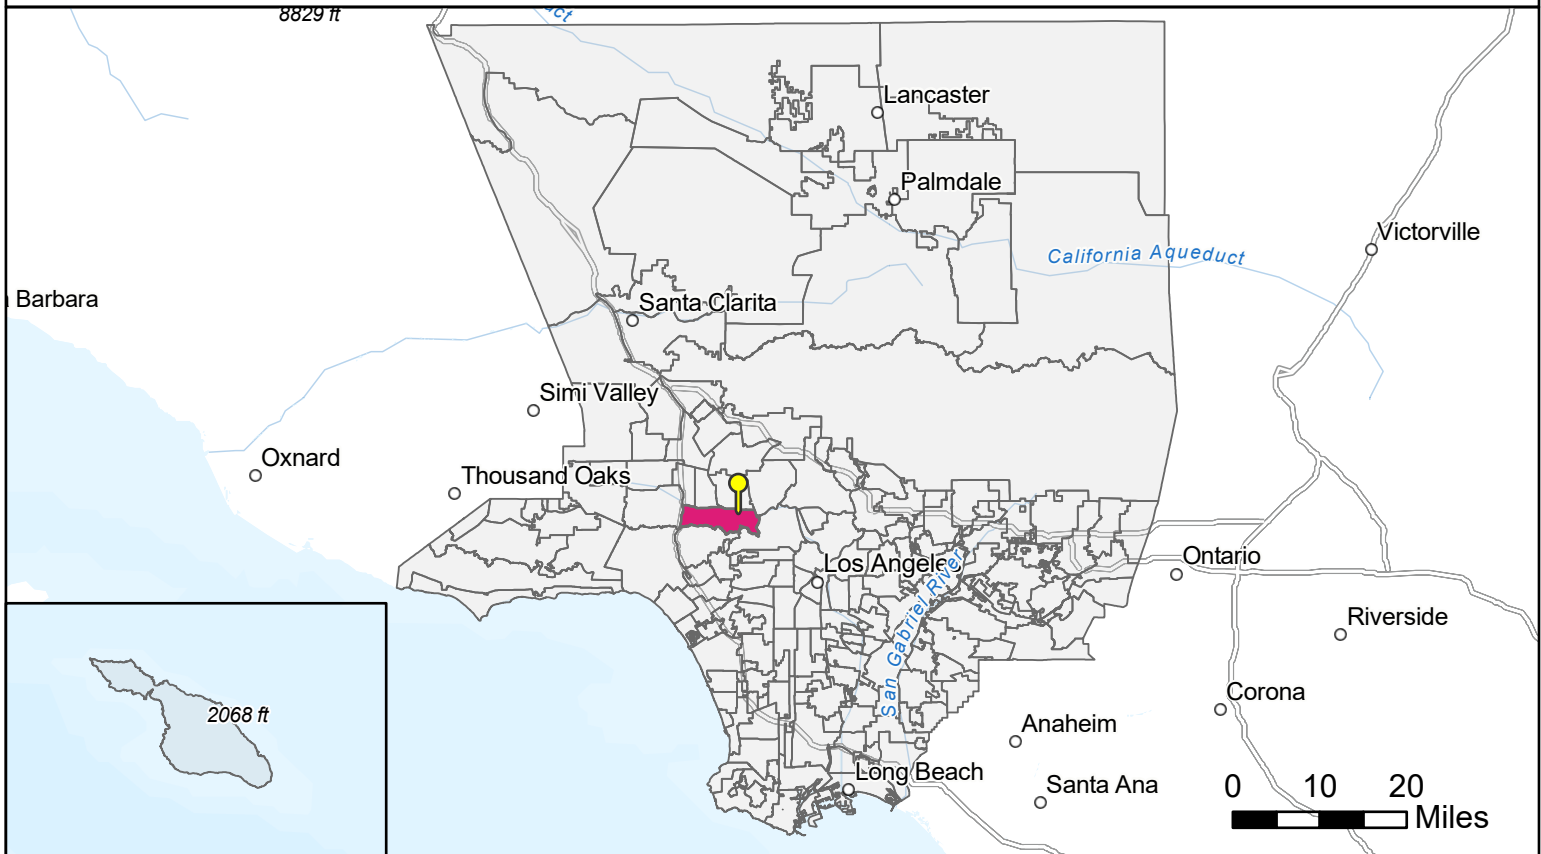 8829 ft
uct
Lancaster
Palmdale
Victorville
California Aqueduct
Barbara
Santa Clarita
Simi Valley
Oxnard
Thousand Oaks
Los Angeles
Ontario
San Gabriel River
Riverside
Corona
2068 ft
Anaheim
Long Beach
Santa Ana
0 10 20
Miles